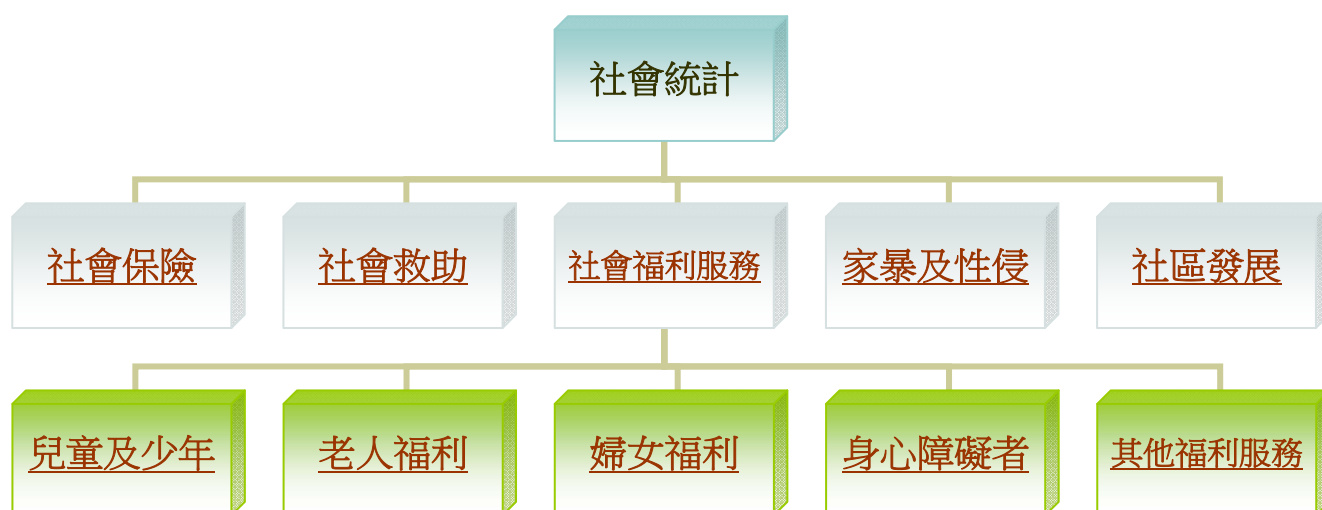 社會統計
社會保險
社會救助
社會福利服務
家暴及性侵
社區發展
兒童及少年
老人福利
婦女福利
身心障礙者
其他福利服務